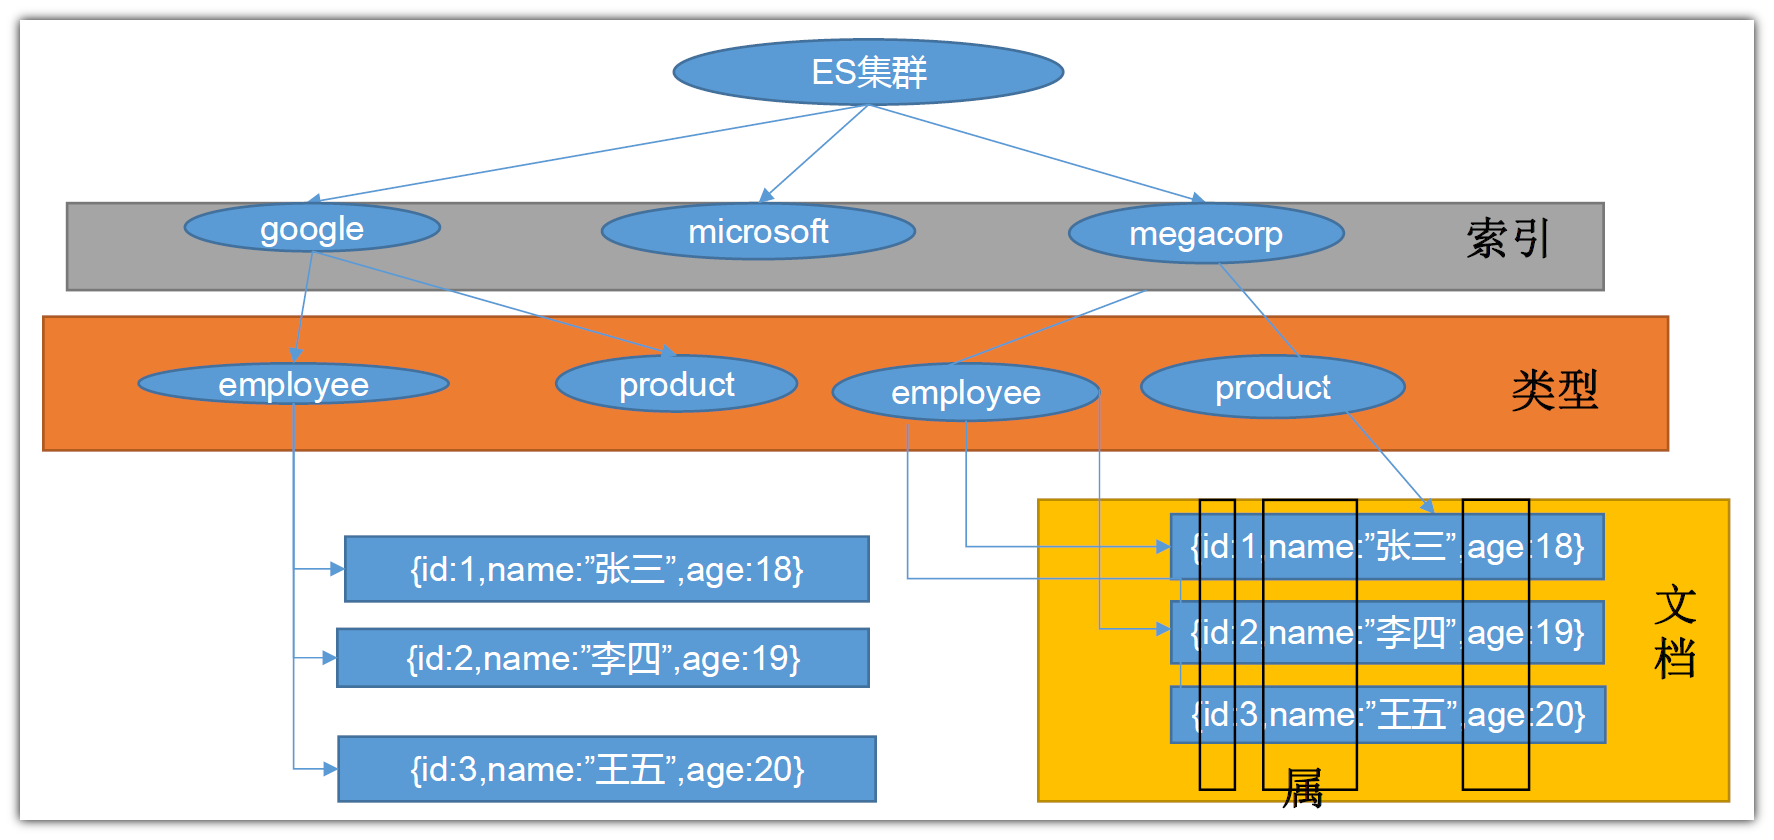 ES集群
google
microsoft
megacorp
索引
employee
product
employee
product
类型
{id:1,name:”张三”,age:18}
{id:2,name:”李四”,age:19}
{id:3,name:”王五”,age:20}
{id:1,name:”张三”,age:18}
{id:2,name:”李四”,age:19}
{id:3,name:”王五”,age:20}
文
档
属